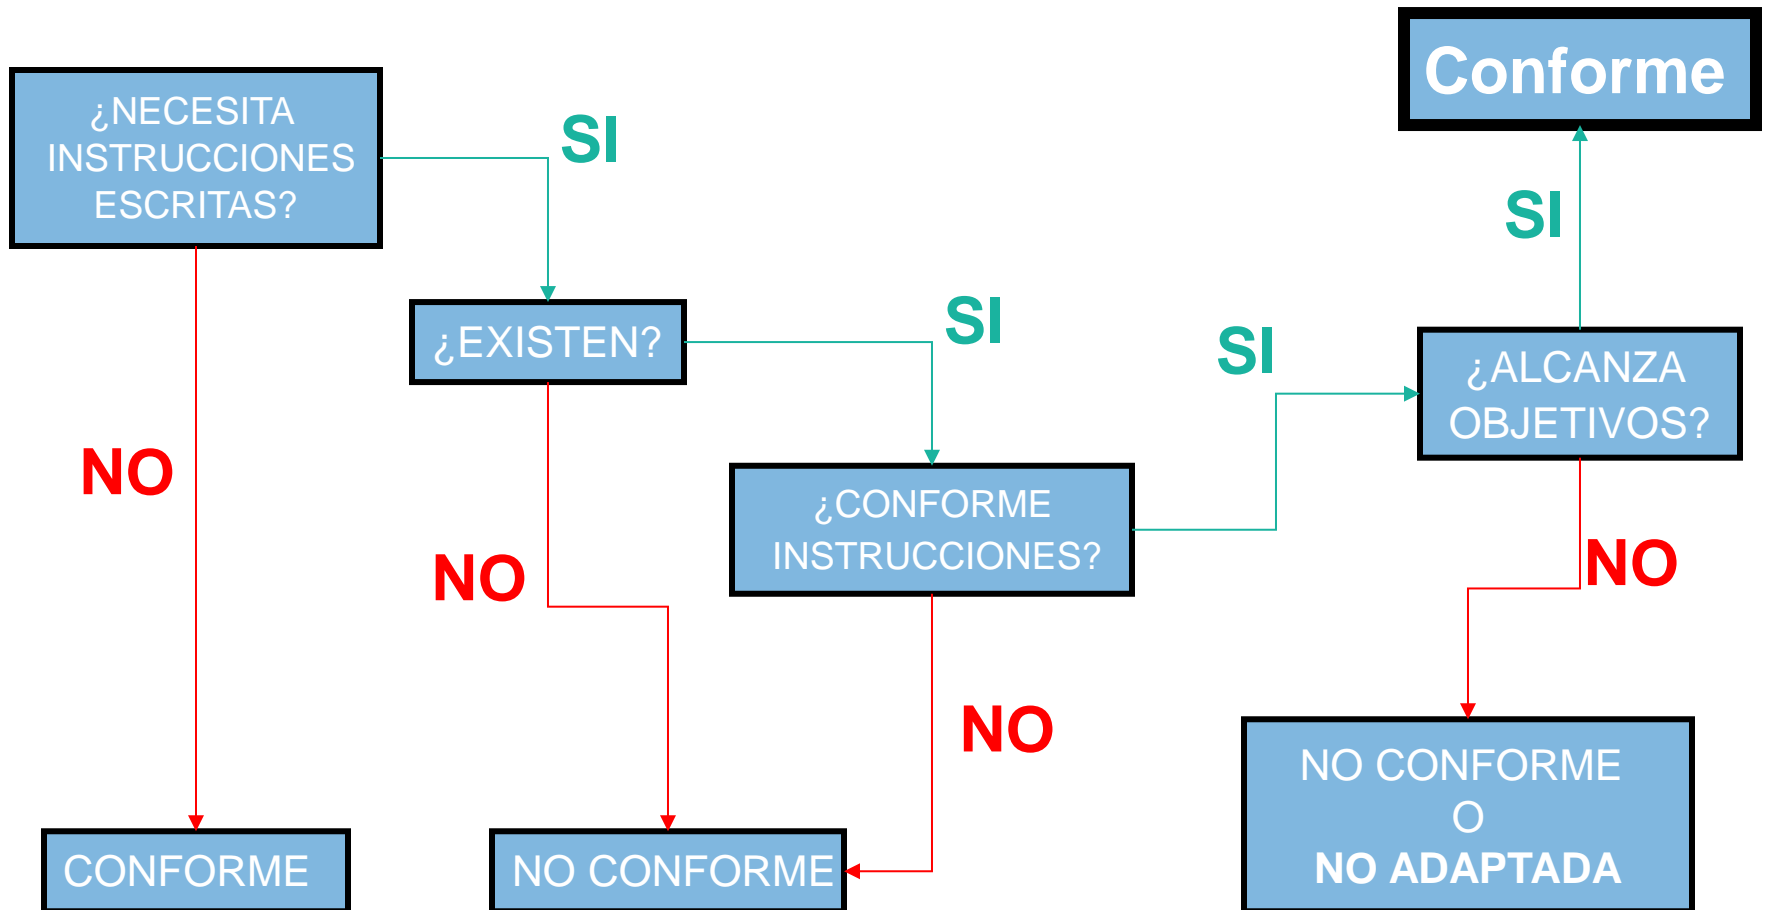 Conforme
¿NECESITA
INSTRUCCIONES
ESCRITAS?
SI
SI
¿EXISTEN?
SI
SI
¿ALCANZA
OBJETIVOS?
NO
¿CONFORME
INSTRUCCIONES?
NO
NO
NO
CONFORME
NO CONFORME
NO CONFORME
O
NO ADAPTADA